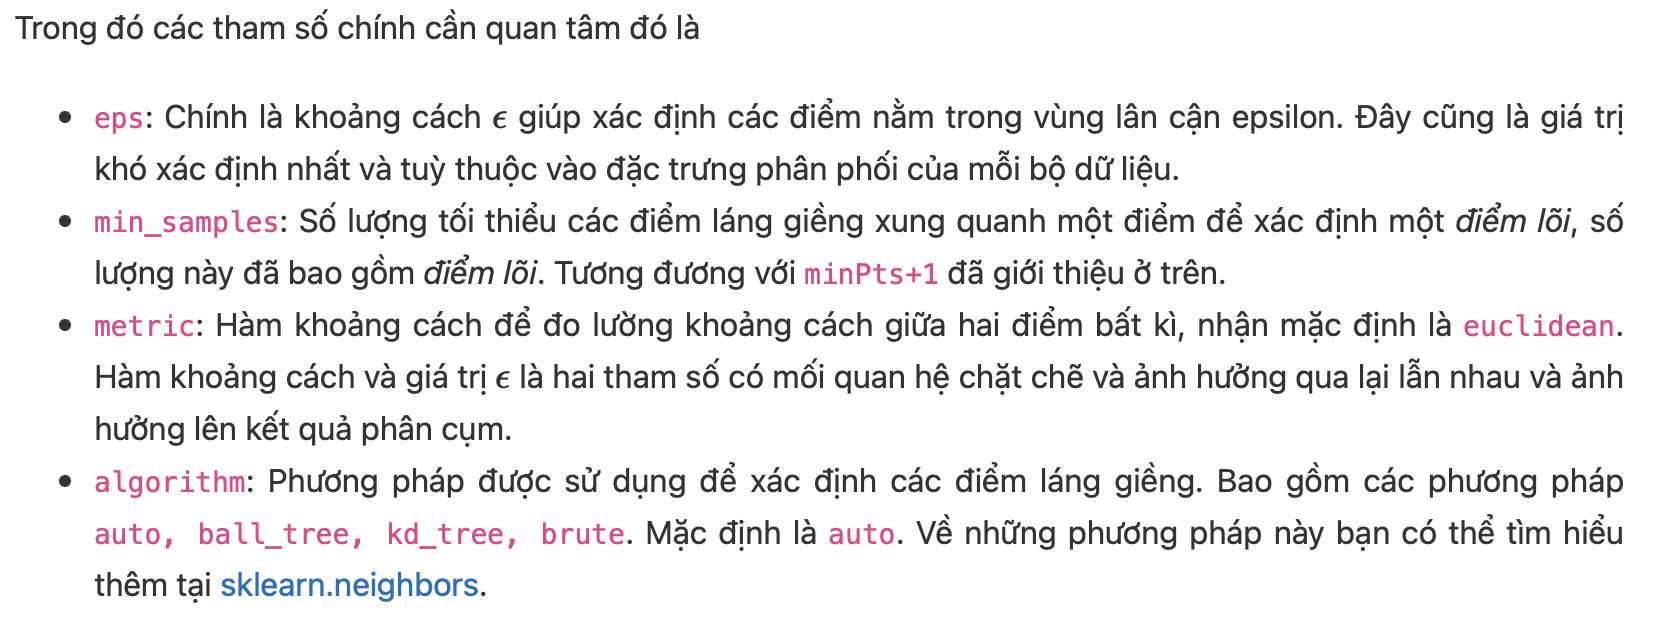 Trong đó các tham số chính cần quan tâm đó là
• eps: Chính là khoảng cách ϵ giúp xác định các điểm nằm trong vùng lân cận epsilon. Đây cũng là giá trị
khó xác định nhất và tuỳ thuộc vào đặc trưng phân phối của mỗi bộ dữ liệu.
• min_samples: Số lượng tối thiểu các điểm láng giềng xung quanh một điểm để xác định một điểm lõi, số
lượng này đã bao gồm điểm lõi. Tương đương với minPts+1 đã giới thiệu ở trên.
• metric: Hàm khoảng cách để đo lường khoảng cách giữa hai điểm bất kì, nhận mặc định là euclidean.
Hàm khoảng cách và giá trị ϵ là hai tham số có mối quan hệ chặt chẽ và ảnh hưởng qua lại lẫn nhau và ảnh
hưởng lên kết quả phân cụm.
• algorithm: Phương pháp được sử dụng để xác định các điểm láng giềng. Bao gồm các phương pháp
auto, ball_tree, kd_tree, brute. Mặc định là auto. Về những phương pháp này bạn có thể tìm hiểu
thêm tại sklearn.neighbors.